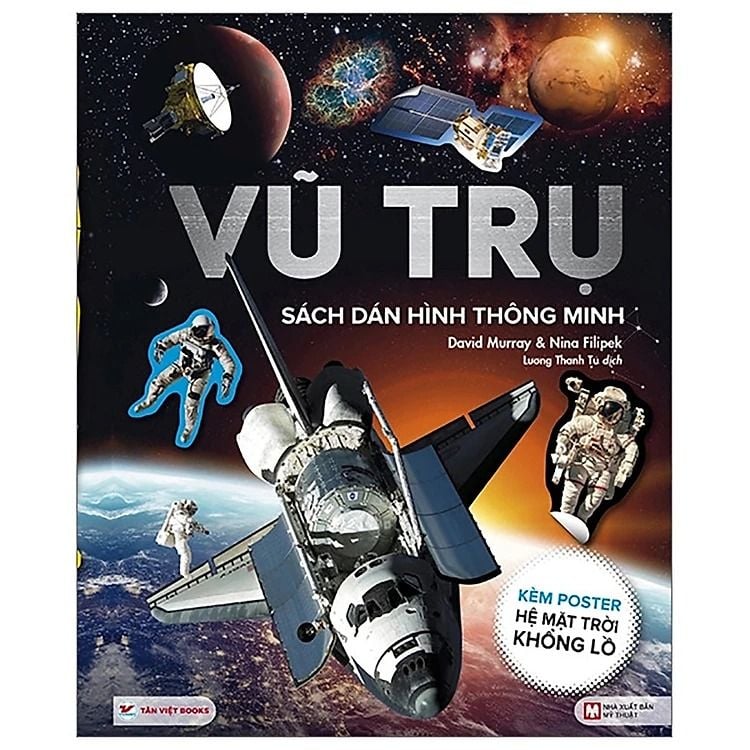 VŨ TRỤ
SÁCH DÁN HÌNH THÔNG MINH
David Murray & Nina Filipek
Lương Thanh Tú dịch
KÈM POSTER
HỆ MẶT TRỜI
KHỔNG LỒ
TÂN VIỆT BOOKS
NHÀ XUẤT BẢN
MỸ THUẬT